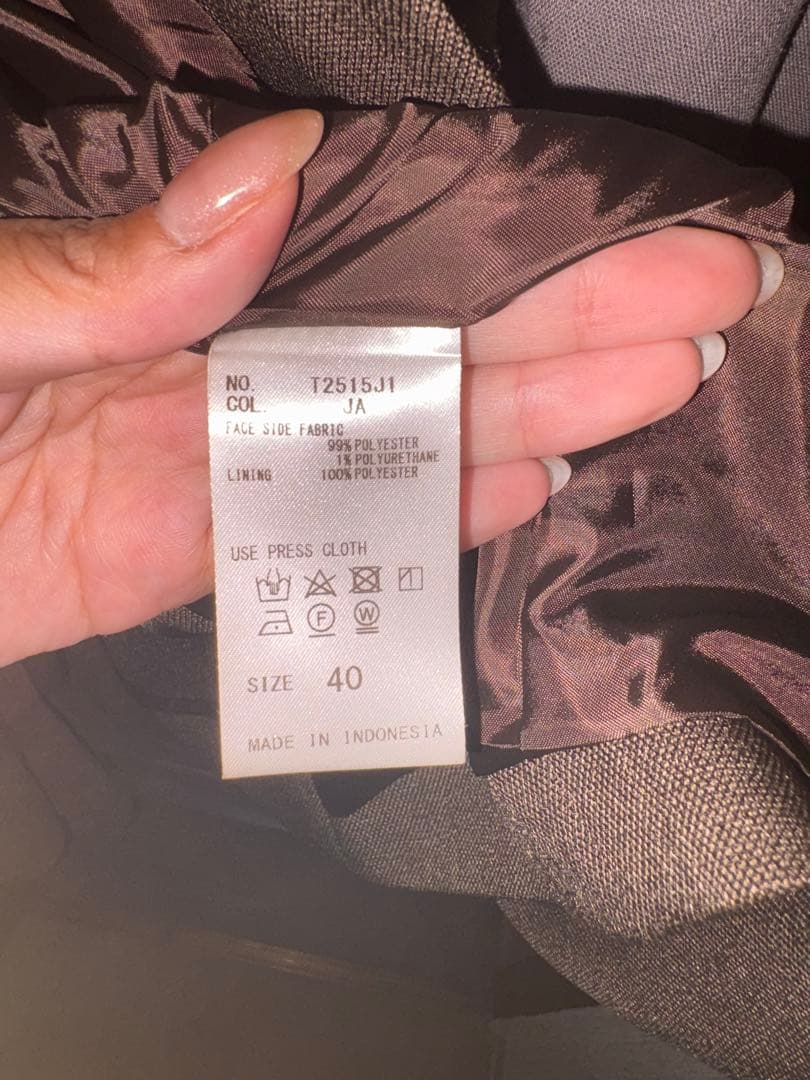 NO. T2515J1
COL. JA
FACE SIDE FABRIC
99% POLYESTER
1% POLYURETHANE
LINING 100% POLYESTER
USE PRESS CLOTH
F W
SIZE 40
MADE IN INDONESIA